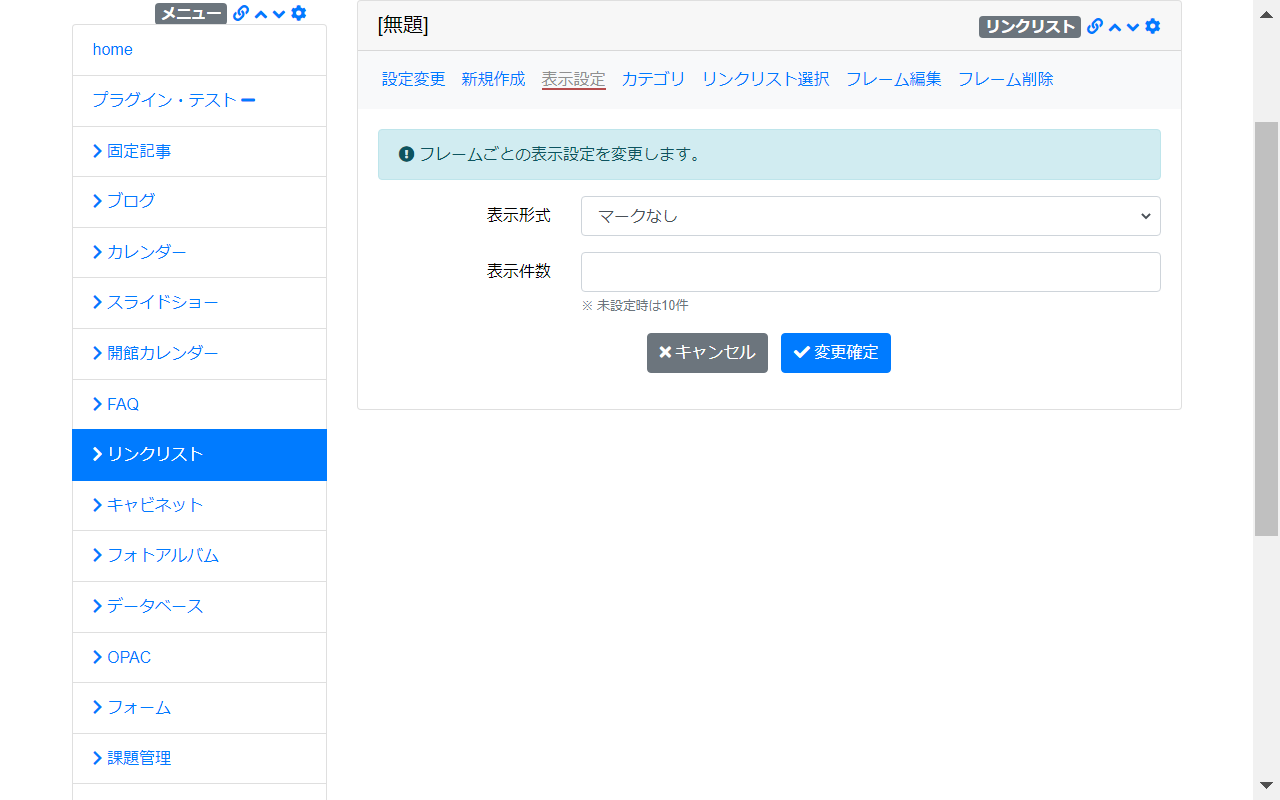 メニュー
home
プラグイン・テスト
固定記事
ブログ
カレンダー
スライドショー
開館カレンダー
FAQ
リンクリスト
キャビネット
フォトアルバム
データベース
OPAC
フォーム
課題管理
[無題]
リンクリスト
設定変更 新規作成 表示設定 カテゴリ リンクリスト選択 フレーム編集 フレーム削除
フレームごとの表示設定を変更します。
表示形式 マークなし
表示件数
※ 未設定時は10件
キャンセル 変更確定